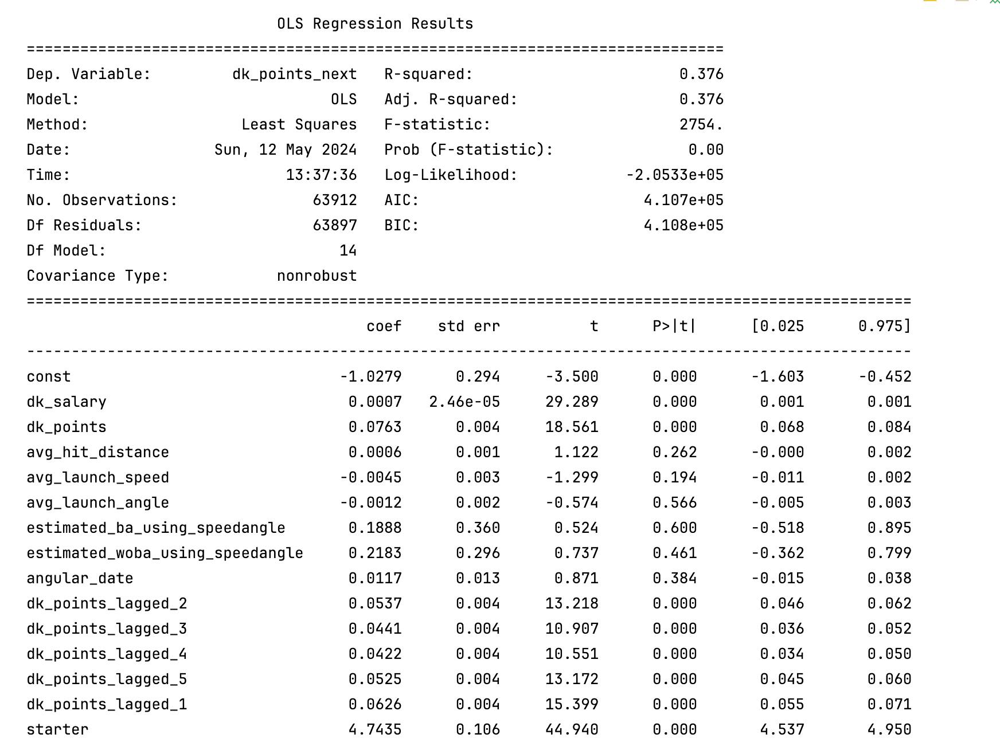 OLS Regression Results
==============================================================================
Dep. Variable: dk_points_next R-squared: 0.376
Model: OLS Adj. R-squared: 0.376
Method: Least Squares F-statistic: 2754.
Date: Sun, 12 May 2024 Prob (F-statistic): 0.00
Time: 13:37:36 Log-Likelihood: -2.0533e+05
No. Observations: 63912 AIC: 4.107e+05
Df Residuals: 63897 BIC: 4.108e+05
Df Model: 14
Covariance Type: nonrobust
===================================================================================================
coef std err t P>|t| [0.025 0.975]
---------------------------------------------------------------------------------------------------
const -1.0279 0.294 -3.500 0.000 -1.603 -0.452
dk_salary 0.0007 2.46e-05 29.289 0.000 0.001 0.001
dk_points 0.0763 0.004 18.561 0.000 0.068 0.084
avg_hit_distance 0.0006 0.001 1.122 0.262 -0.000 0.002
avg_launch_speed -0.0045 0.003 -1.299 0.194 -0.011 0.002
avg_launch_angle -0.0012 0.002 -0.574 0.566 -0.005 0.003
estimated_ba_using_speedangle 0.1888 0.360 0.524 0.600 -0.518 0.895
estimated_woba_using_speedangle 0.2183 0.296 0.737 0.461 -0.362 0.799
angular_date 0.0117 0.013 0.871 0.384 -0.015 0.038
dk_points_lagged_2 0.0537 0.004 13.218 0.000 0.046 0.062
dk_points_lagged_3 0.0441 0.004 10.907 0.000 0.036 0.052
dk_points_lagged_4 0.0422 0.004 10.551 0.000 0.034 0.050
dk_points_lagged_5 0.0525 0.004 13.172 0.000 0.045 0.060
dk_points_lagged_1 0.0626 0.004 15.399 0.000 0.055 0.071
starter 4.7435 0.106 44.940 0.000 4.537 4.950